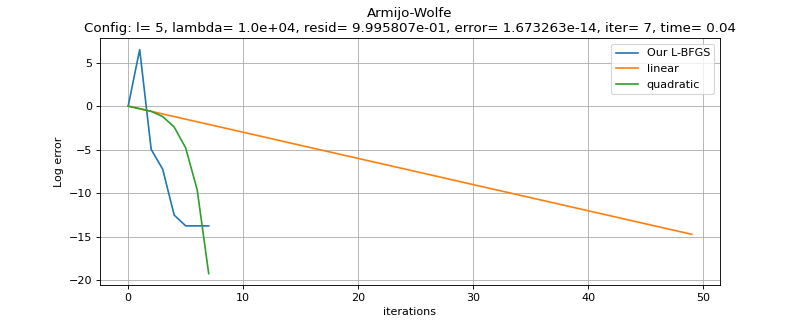 Armijo-Wolfe
Config: l= 5, lambda= 1.0e+04, resid= 9.995807e-01, error= 1.673263e-14, iter= 7, time= 0.04
Our L-BFGS
linear
quadratic
Log error
5
0
−5
−10
−15
−20
0
10
20
30
40
50
iterations